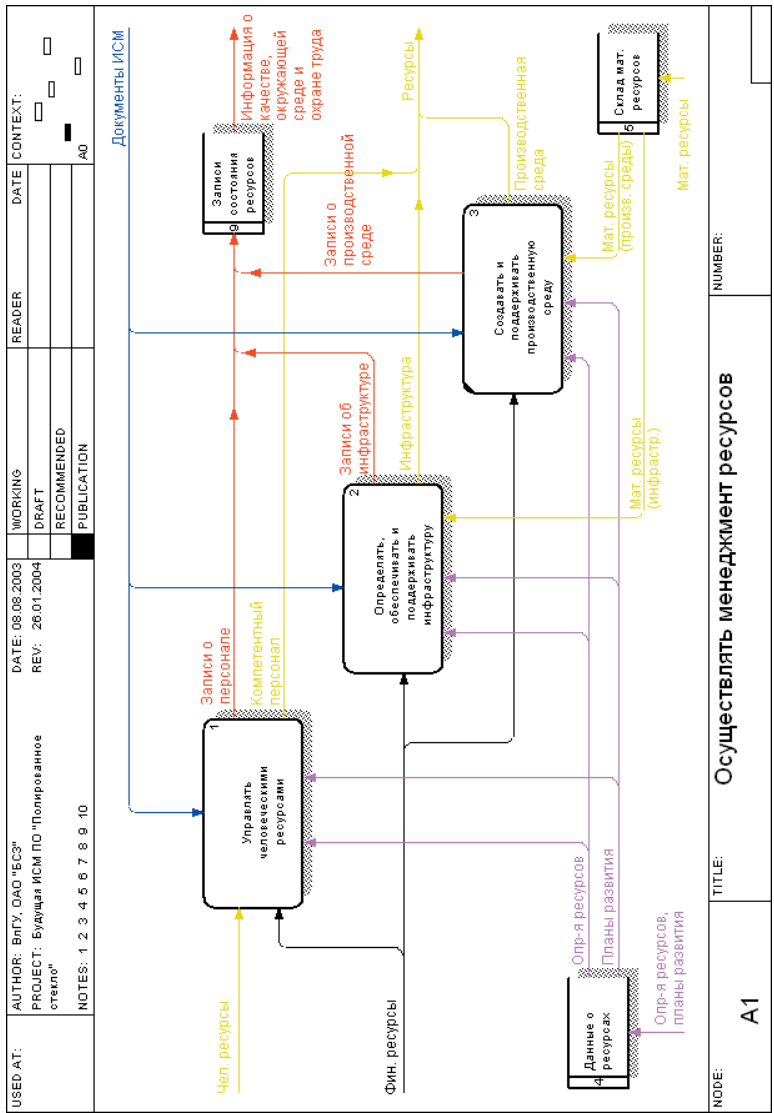 USED AT:
AUTHOR: ВлГУ, ОАО "БСЗ"
PROJECT: Будущая ИСМ ПО "Полированное
стекло"
NOTES: 1 2 3 4 5 6 7 8 9 10
DATE: 08.08.2003
REV: 26.01.2004
WORKING
DRAFT
RECOMMENDED
PUBLICATION
READER
DATE
CONTEXT:
A0
Документы ИСМ
Чел. ресурсы
Фин. ресурсы
1
Управлять
человеческими
ресурсами
Записи о
персонале
Компетентный
персонал
2
Определять,
обеспечивать и
поддерживать
инфраструктуру
Записи об
инфраструктуре
Инфраструктура
3
Создавать и
поддерживать
производственную
среду
Записи о
производственной
среде
Производственная
среда
9
Записи
состояния
ресурсов
Информация о
качестве,
окружающей
среде и
охране труда
Ресурсы
4
Данные о
ресурсах
Опр-я ресурсов
Планы развития
Опр-я ресурсов,
планы развития
5
Склад мат.
ресурсов
Мат. ресурсы
(произв. среды)
Мат. ресурсы
(инфрастр.)
Мат. ресурсы
NODE:
A1
TITLE:
Осуществлять менеджмент ресурсов
NUMBER: